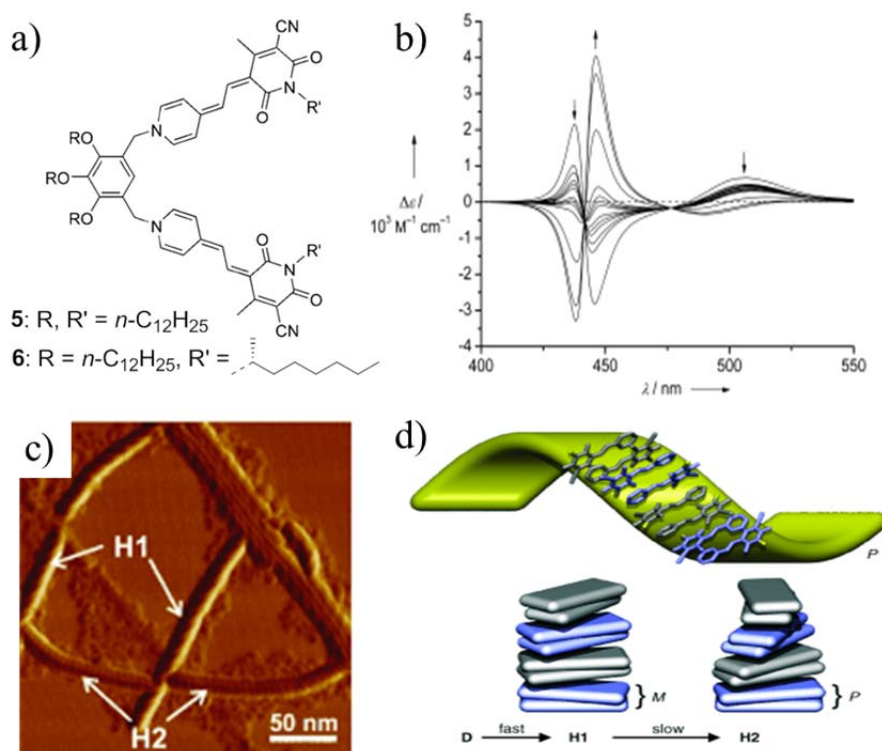 a)
CN
O
N
R'
O
N
RO
RO
RO
R'
O
N
N
O
CN
5: R, R' = n-C12H25
6: R = n-C12H25, R' =
b)
5
4
3
2
1
0
-1
-2
-3
-4
Δε /
10³ M⁻¹ cm⁻¹
400
450
500
550
λ / nm
c)
H1
H2
50 nm
d)
P
M
P
D fast H1 slow H2